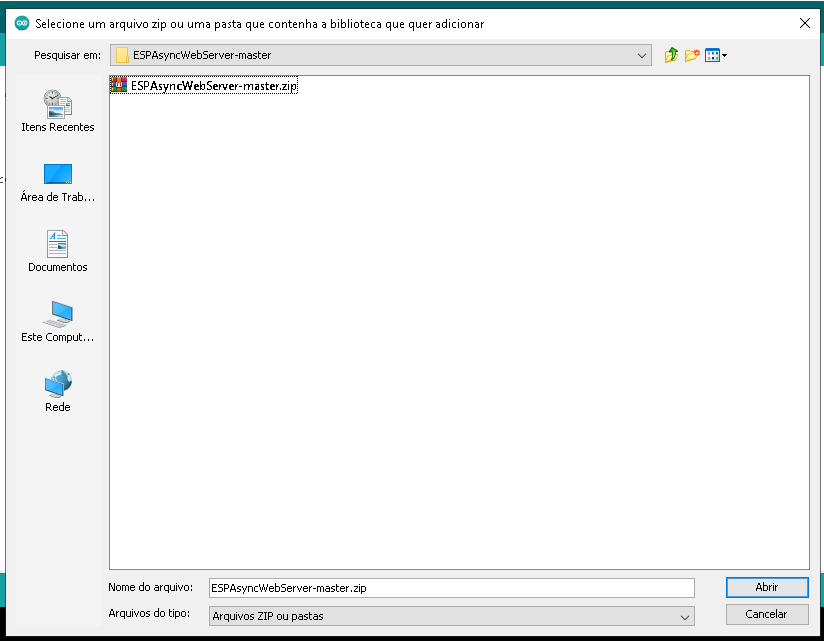 Selecione um arquivo zip ou uma pasta que contenha a biblioteca que quer adicionar
Pesquisar em:
ESPAsyncWebServer-master
ESPAsyncWebServer-master.zip
Itens Recentes
Área de Trab...
Documentos
Este Comput...
Rede
Nome do arquivo:
ESPAsyncWebServer-master.zip
Abrir
Arquivos do tipo:
Arquivos ZIP ou pastas
Cancelar